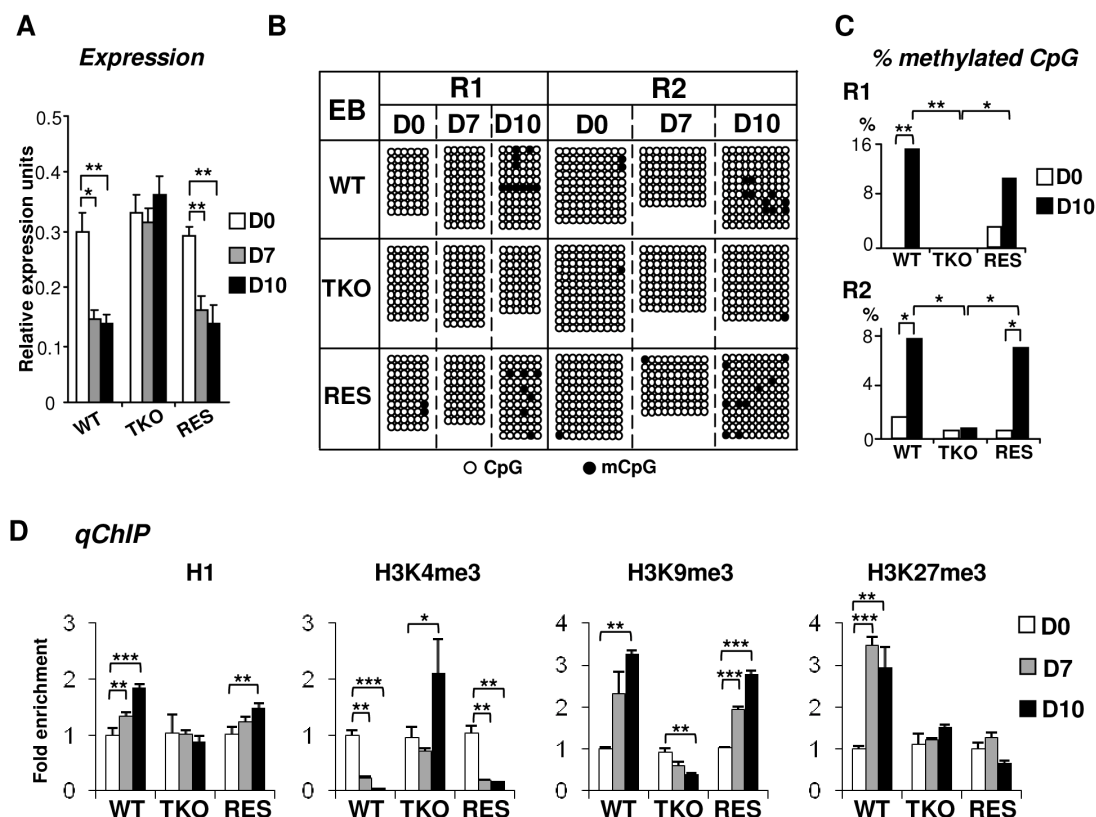 A
Expression
0.5
0.4
0.3
0.2
0.1
0
Relative expression units
**
*
**
**
WT
TKO
RES
D0
D7
D10
B
EB
R1
R2
D0
D7
D10
D0
D7
D10
WT
TKO
RES
CpG
mCpG
C
% methylated CpG
R1
%
16
8
0
**
**
*
WT
TKO
RES
D0
D10
R2
%
8
4
0
*
*
*
*
WT
TKO
RES
D
qChIP
H1
Fold enrichment
3
2
1
0
***
**
**
WT
TKO
RES
H3K4me3
3
2
1
0
***
**
*
**
**
WT
TKO
RES
H3K9me3
4
3
2
1
0
**
**
***
***
WT
TKO
RES
H3K27me3
4
3
2
1
0
**
***
WT
TKO
RES
D0
D7
D10